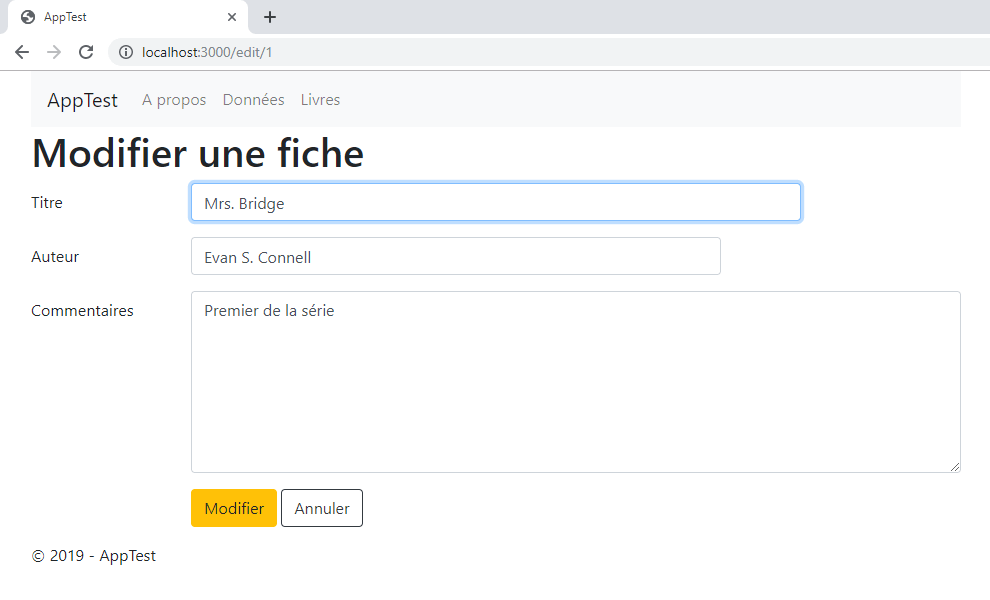 AppTest
localhost:3000/edit/1
AppTest A propos Données Livres
Modifier une fiche
Titre Mrs. Bridge
Auteur Evan S. Connell
Commentaires Premier de la série
Modifier Annuler
© 2019 - AppTest